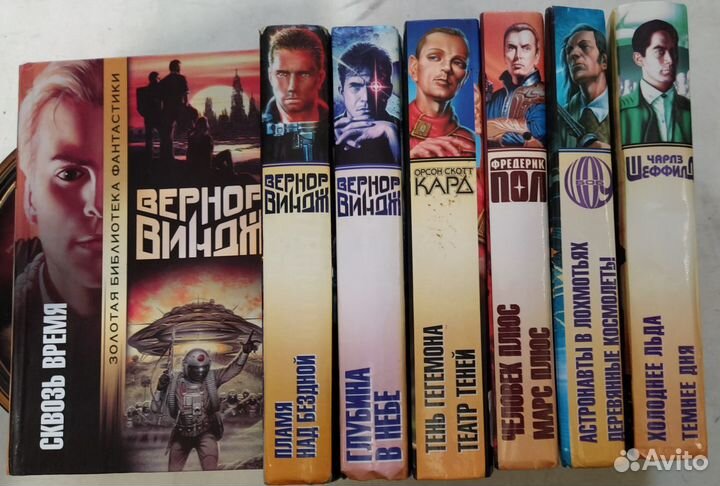 СКВОЗЬ ВРЕМЯ
ЗОЛОТАЯ БИБЛИОТЕКА ФАНТАСТИКИ
ВЕРНОР
ВИНДЖ
ВЕРНОР
ВИНДЖ
ПЛАМЯ
НАД БЕЗДНОЙ
ВЕРНОР
ВИНДЖ
ГЛУБИНА
В НЕБЕ
ОРСОН СКОТТ
КАРД
ТЕНЬ ГЕГЕМОНА
ТЕАТР ТЕНЕЙ
ФРЕДЕРИК
ПОЛ
ЧЕЛОВЕК ПЛЮС
МАРС ПЛЮС
SOS
АСТРОНАВТЫ В ЛОХМОТЬЯХ
ДЕРЕВЯННЫЕ КОСМОЛЕТЫ
ЧАРЛЗ
ШЕФФИЛД
ХОЛОДНЕЕ ЛЬДА
ТЕМНЕЕ ДНЯ
Avito